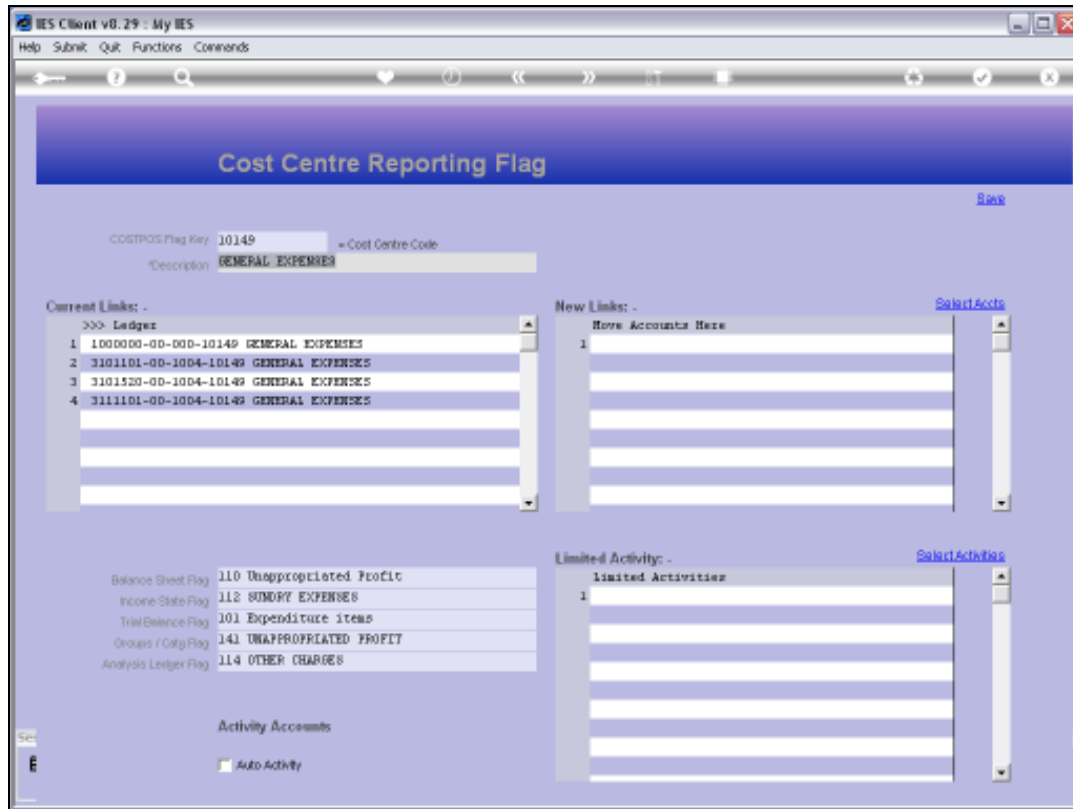 IES Client v8.29 : My IES
Help Submit Quit Functions Commands
Cost Centre Reporting Flag
Save
COSTPOS Flag Key 10149 = Cost Centre Code
*Description GENERAL EXPENSES
Current Links: -
>>> Ledger
1 1000000-00-000-10149 GENERAL EXPENSES
2 3101101-00-1004-10149 GENERAL EXPENSES
3 3101520-00-1004-10149 GENERAL EXPENSES
4 3111101-00-1004-10149 GENERAL EXPENSES
New Links: -
Select Accts
Move Accounts Here
1
Balance Sheet Flag 110 Unappropriated Profit
Income State Flag 112 SUNDRY EXPENSES
Trial Balance Flag 101 Expenditure items
Groups / Catg Flag 141 UNAPPROPRIATED PROFIT
Analysis Ledger Flag 114 OTHER CHARGES
Limited Activity: -
Select Activities
Limited Activities
1
Activity Accounts
Auto Activity